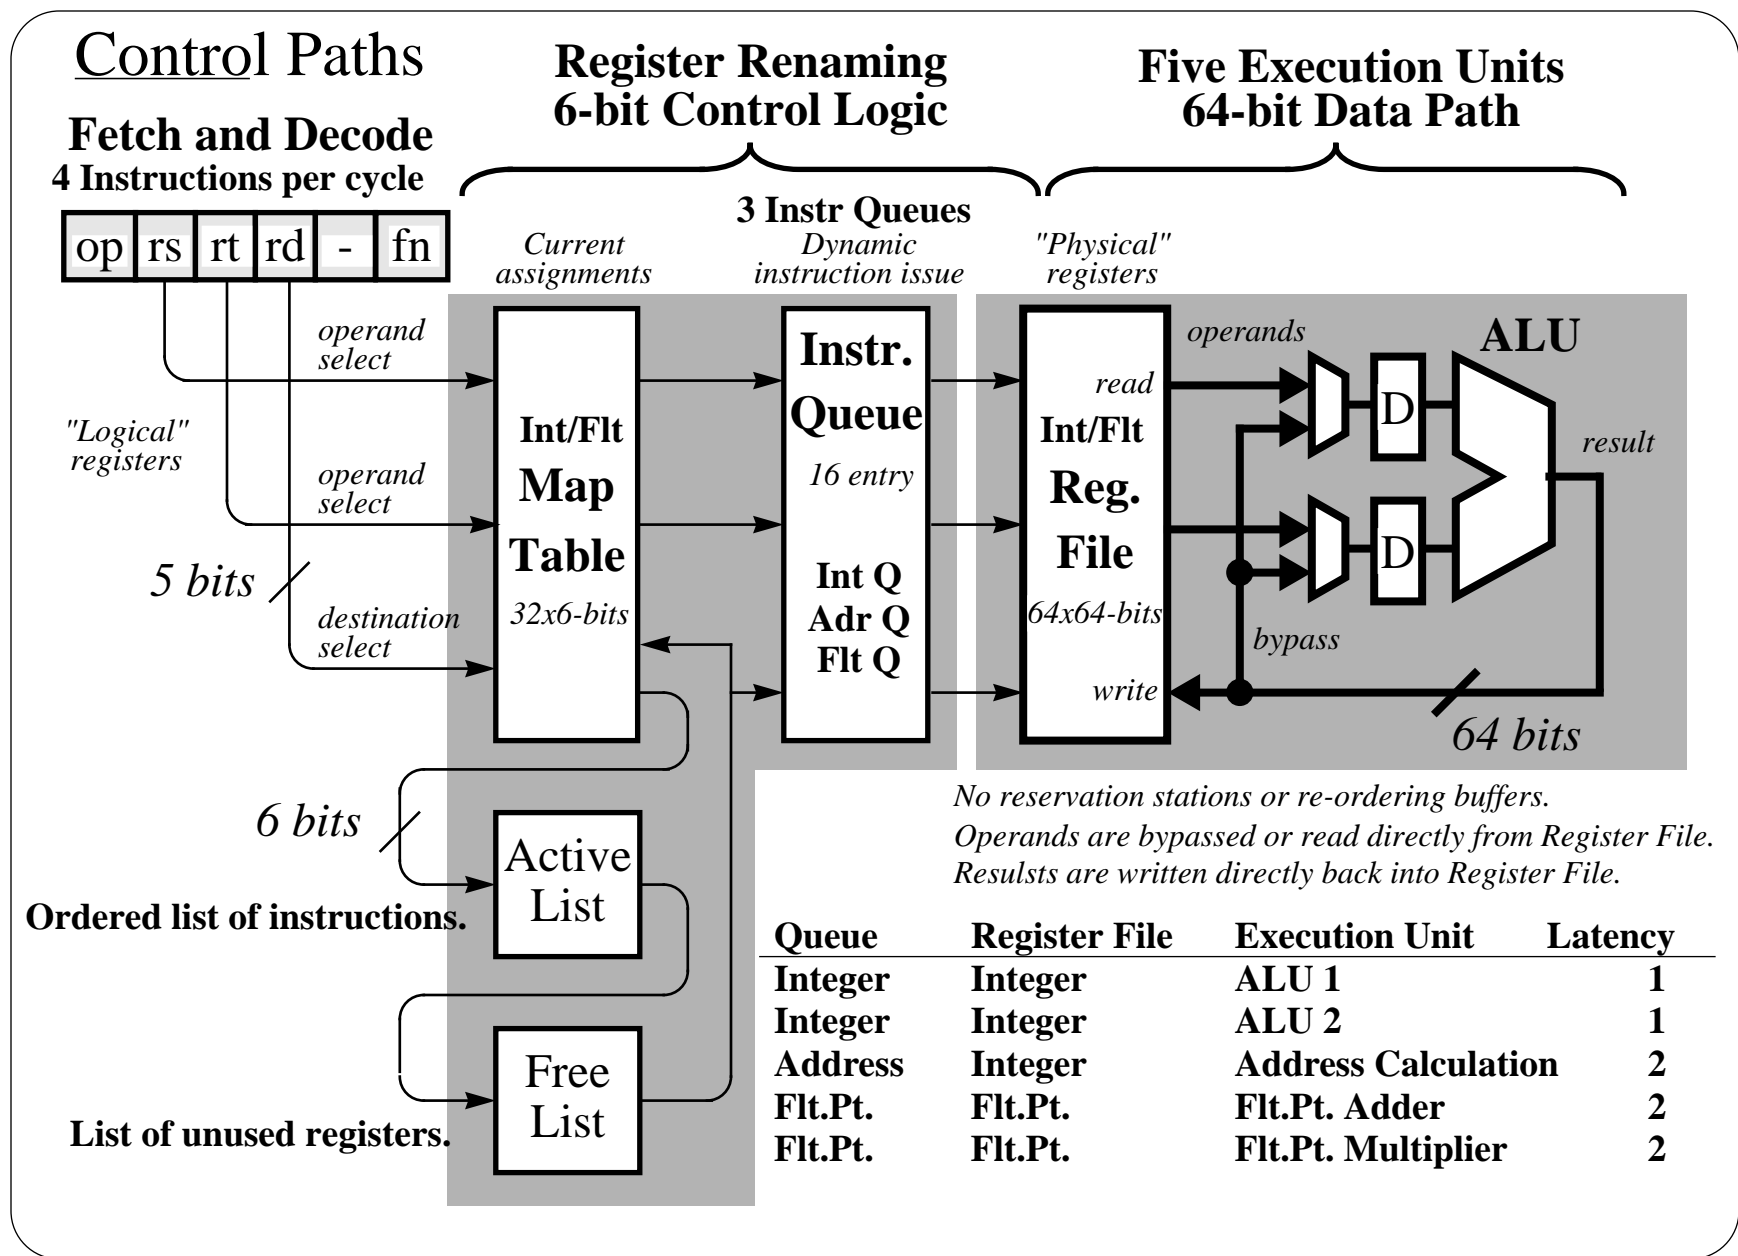 Control Paths
Fetch and Decode
4 Instructions per cycle
op rs rt rd - fn
Register Renaming
6-bit Control Logic
Five Execution Units
64-bit Data Path
Current
assignments
3 Instr Queues
Dynamic
instruction issue
"Physical"
registers
operand
select
"Logical"
registers
operand
select
5 bits
destination
select
Int/Flt
Map
Table
32x6-bits
Instr.
Queue
16 entry
Int Q
Adr Q
Flt Q
read
Int/Flt
Reg.
File
64x64-bits
write
operands
ALU
D
D
result
bypass
64 bits
6 bits
Active
List
Ordered list of instructions.
Free
List
List of unused registers.
No reservation stations or re-ordering buffers.
Operands are bypassed or read directly from Register File.
Resulsts are written directly back into Register File.
Queue Register File Execution Unit Latency
Integer Integer ALU 1 1
Integer Integer ALU 2 1
Address Integer Address Calculation 2
Flt.Pt. Flt.Pt. Flt.Pt. Adder 2
Flt.Pt. Flt.Pt. Flt.Pt. Multiplier 2